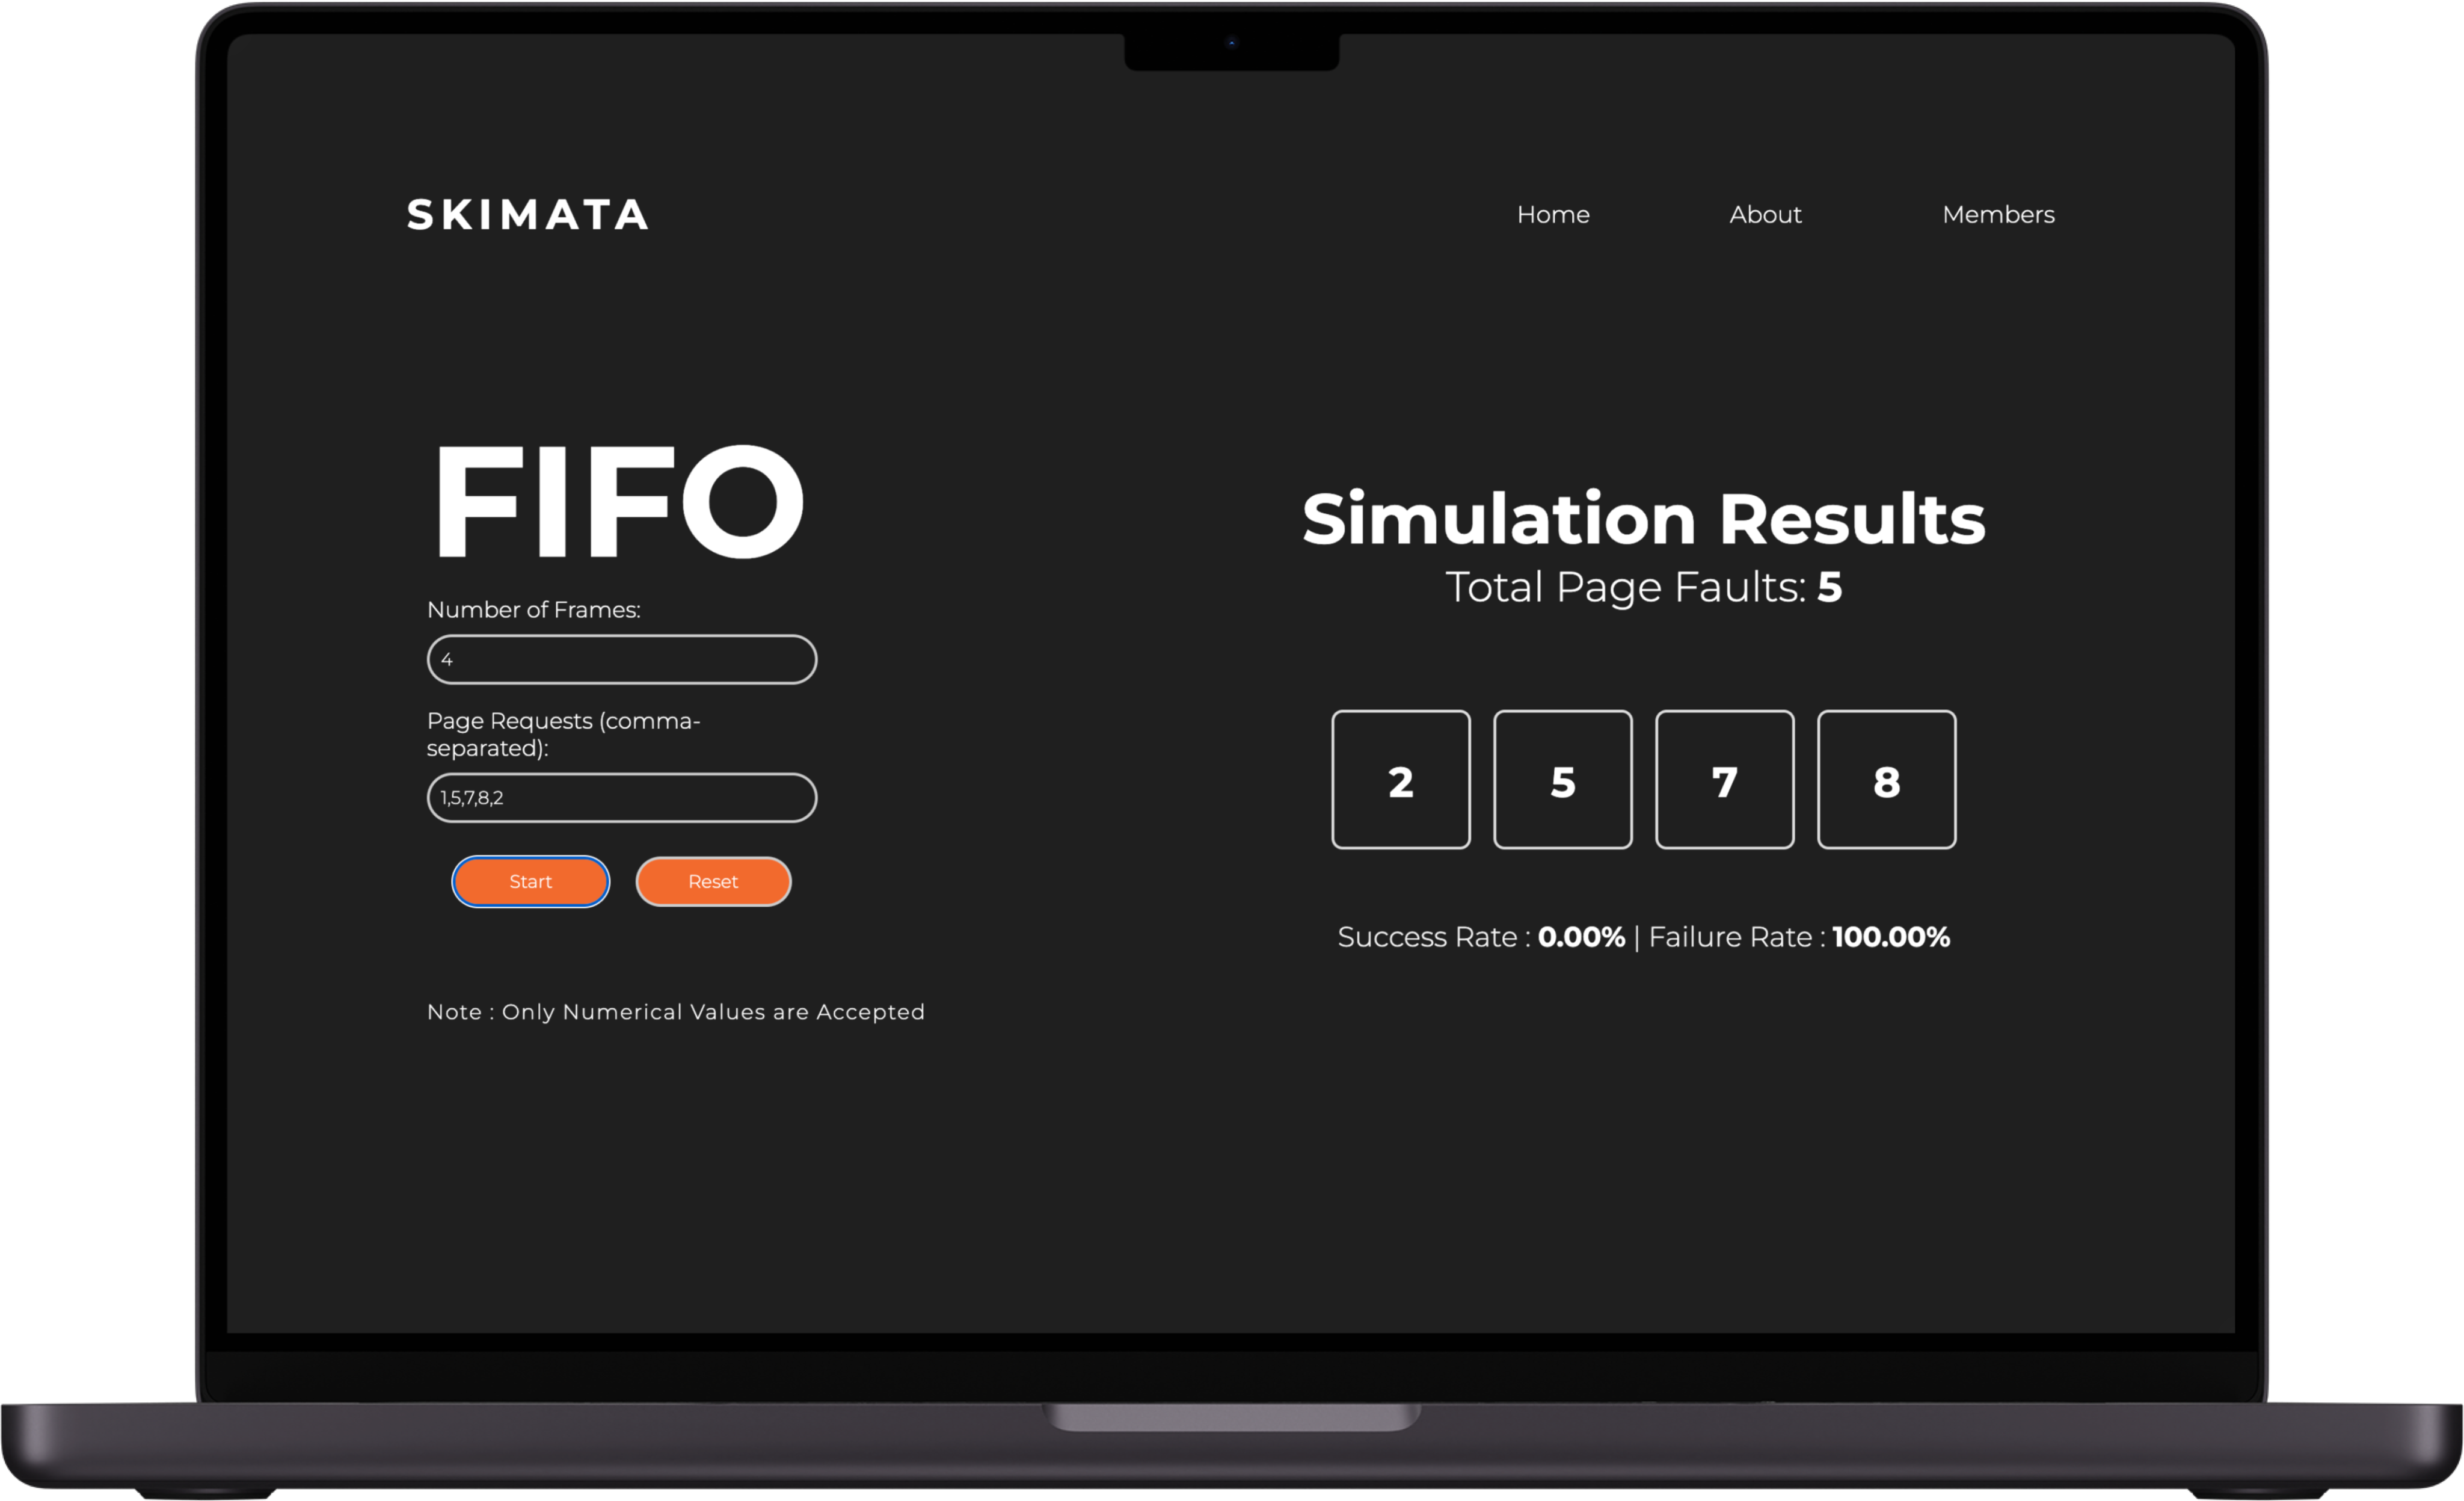 SKIMATA
Home
About
Members
FIFO
Number of Frames:
4
Page Requests (comma-
separated):
1,5,7,8,2
Start
Reset
Note : Only Numerical Values are Accepted
Simulation Results
Total Page Faults: 5
2
5
7
8
Success Rate : 0.00% | Failure Rate : 100.00%